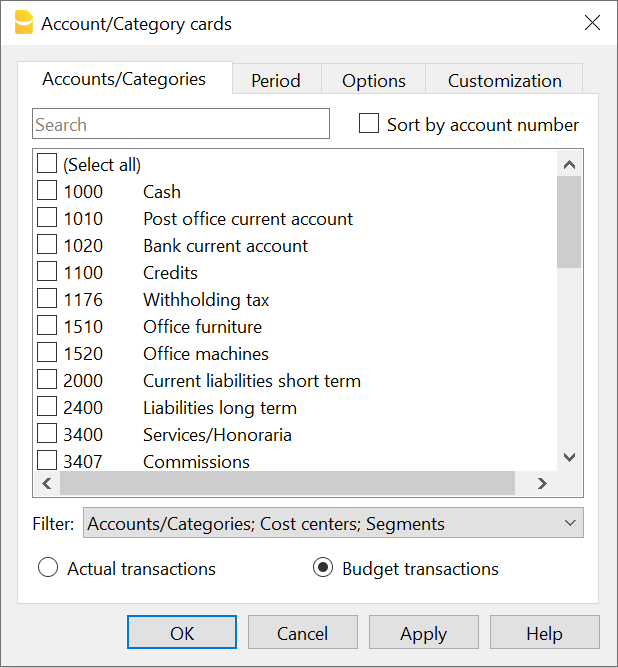 Account/Category cards
Accounts/Categories Period Options Customization
Search Sort by account number
(Select all)
1000 Cash
1010 Post office current account
1020 Bank current account
1100 Credits
1176 Withholding tax
1510 Office furniture
1520 Office machines
2000 Current liabilities short term
2400 Liabilities long term
3400 Services/Honoraria
3407 Commissions
Filter: Accounts/Categories; Cost centers; Segments
Actual transactions Budget transactions
OK Cancel Apply Help